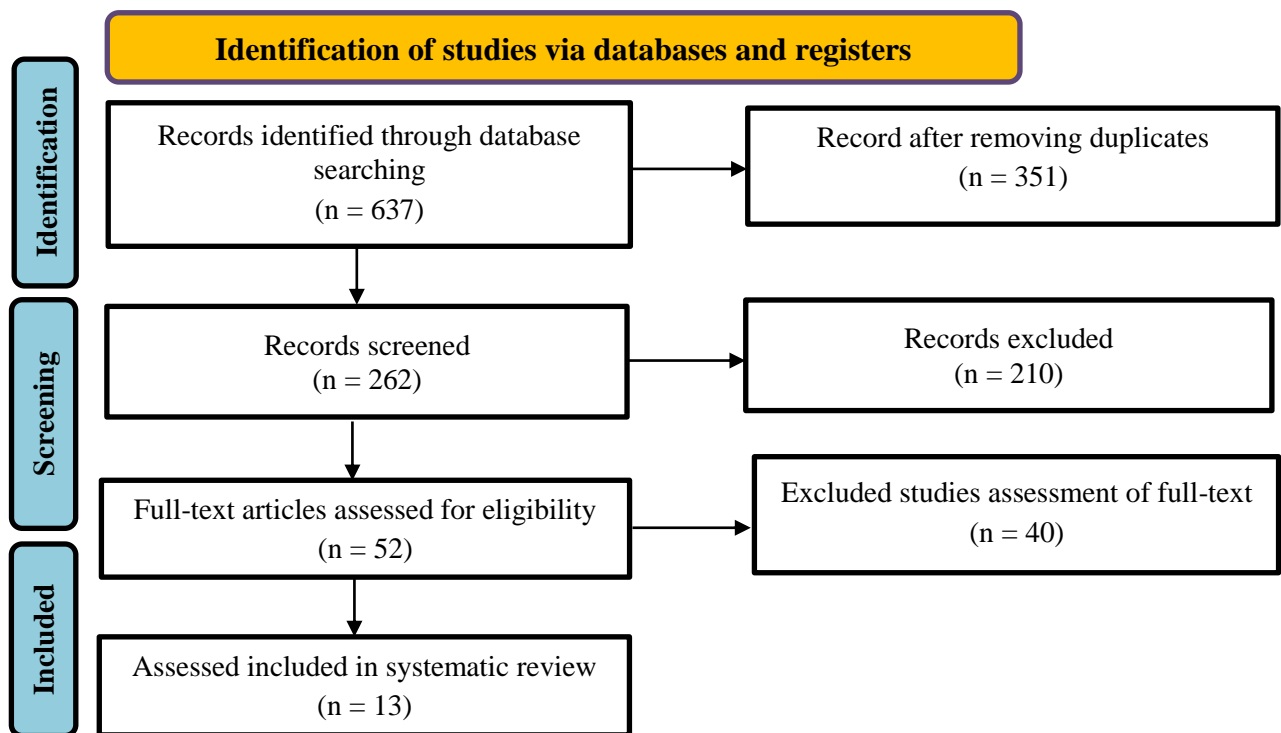 Identification of studies via databases and registers
Identification
Records identified through database
searching
(n = 637)
Record after removing duplicates
(n = 351)
Screening
Records screened
(n = 262)
Records excluded
(n = 210)
Full-text articles assessed for eligibility
(n = 52)
Excluded studies assessment of full-text
(n = 40)
Included
Assessed included in systematic review
(n = 13)